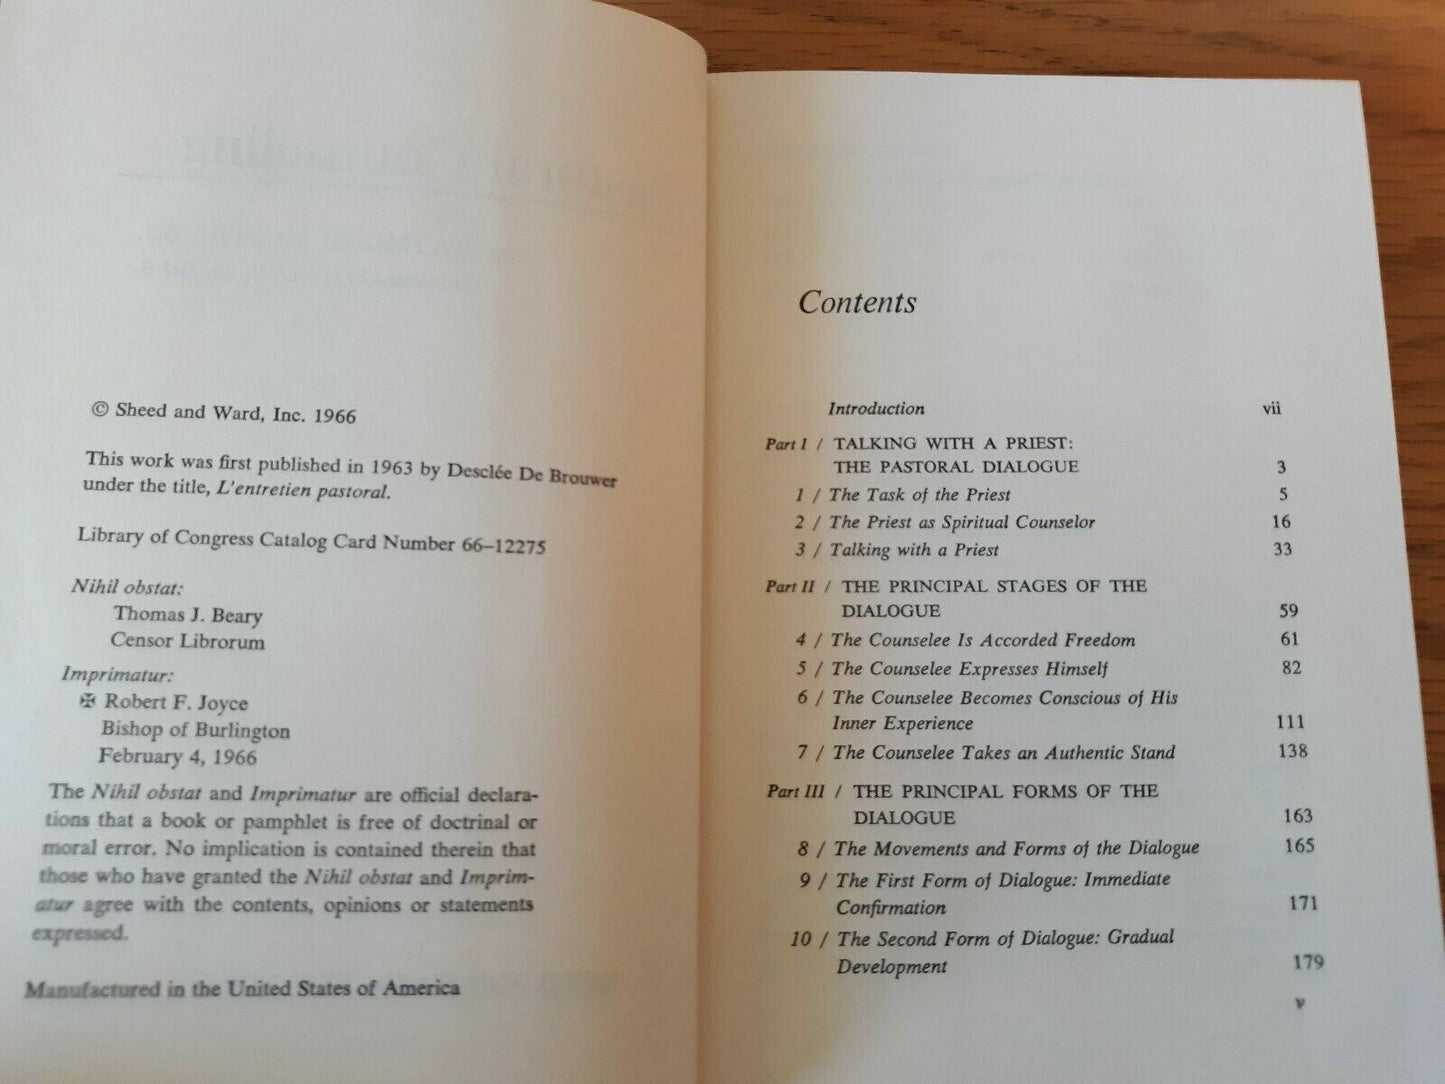 © Sheed and Ward, Inc. 1966
This work was first published in 1963 by Desclée De Brouwer
under the title, L'entretien pastoral.
Library of Congress Catalog Card Number 66–12275
Nihil obstat:
Thomas J. Beary
Censor Librorum
Imprimatur:
✠ Robert F. Joyce
Bishop of Burlington
February 4, 1966
The Nihil obstat and Imprimatur are official declara-
tions that a book or pamphlet is free of doctrinal or
moral error. No implication is contained therein that
those who have granted the Nihil obstat and Imprim-
atur agree with the contents, opinions or statements
expressed.
Manufactured in the United States of America
Contents
Introduction vii
Part I / TALKING WITH A PRIEST:
THE PASTORAL DIALOGUE 3
1 / The Task of the Priest 5
2 / The Priest as Spiritual Counselor 16
3 / Talking with a Priest 33
Part II / THE PRINCIPAL STAGES OF THE
DIALOGUE 59
4 / The Counselee Is Accorded Freedom 61
5 / The Counselee Expresses Himself 82
6 / The Counselee Becomes Conscious of His
Inner Experience 111
7 / The Counselee Takes an Authentic Stand 138
Part III / THE PRINCIPAL FORMS OF THE
DIALOGUE 163
8 / The Movements and Forms of the Dialogue 165
9 / The First Form of Dialogue: Immediate
Confirmation 171
10 / The Second Form of Dialogue: Gradual
Development 179
v